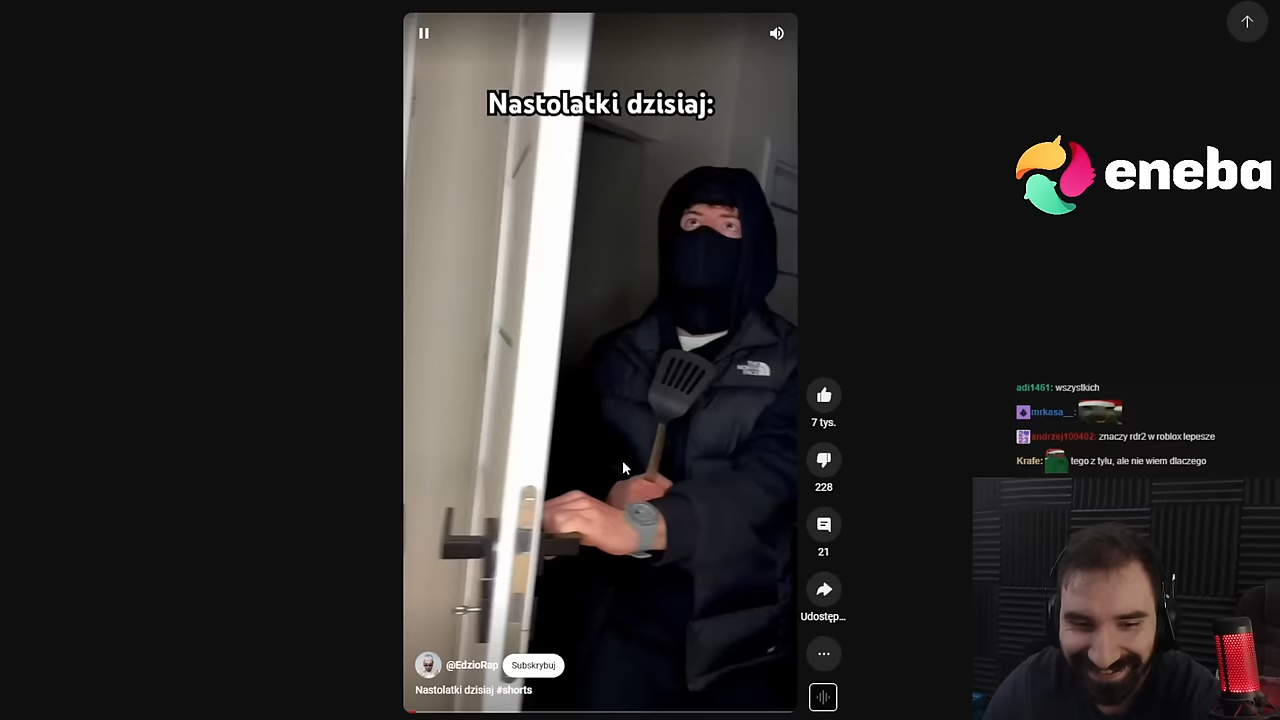 Nastolatki dzisiaj:
eneba
THE NORTH FACE
7 tys.
228
21
Udostęp...
adi1461: wszystkich
mrkasa__:
andrzej100402: znaczy rdr2 w roblox lepesze
Krafe: tego z tyłu, ale nie wiem dlaczego
@EdzioRap
Subskrybuj
Nastolatki dzisiaj #shorts